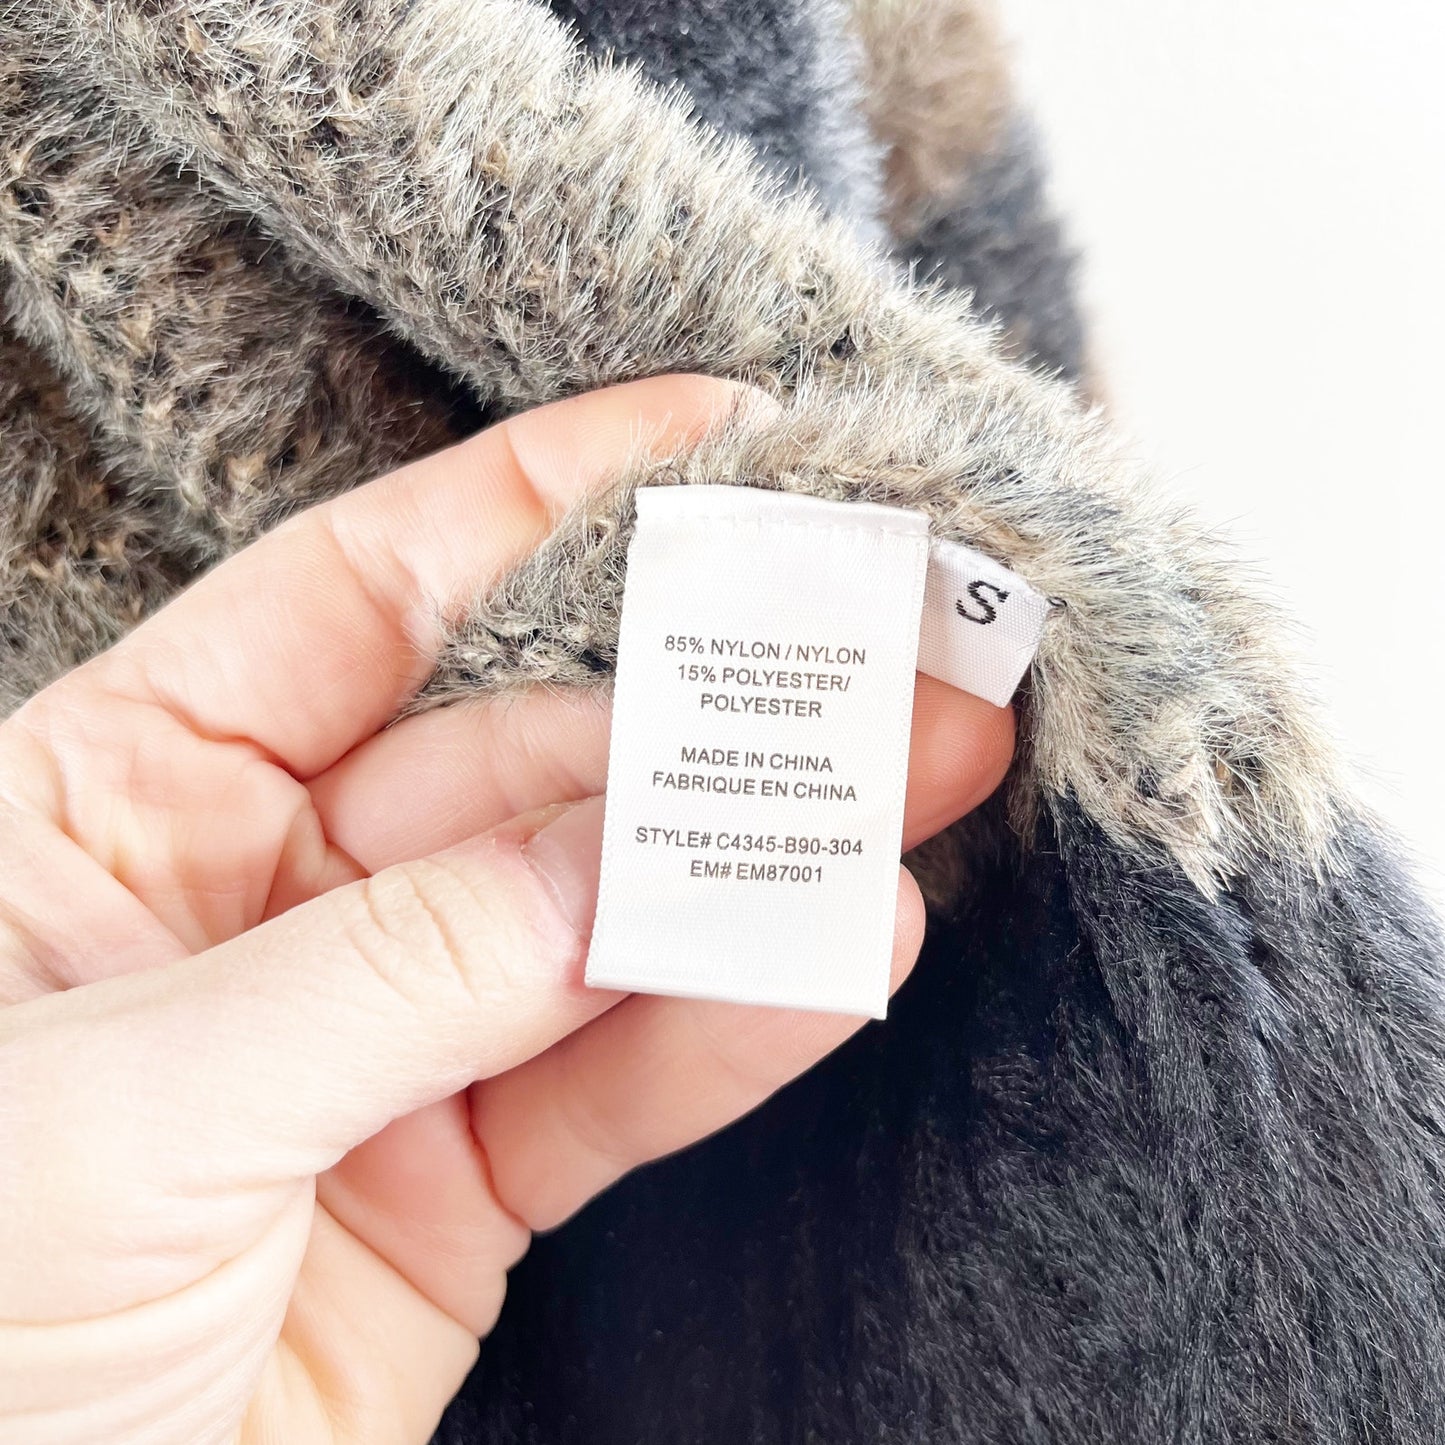 85% NYLON / NYLON
15% POLYESTER/
POLYESTER
MADE IN CHINA
FABRIQUE EN CHINA
STYLE# C4345-B90-304
EM# EM87001
S